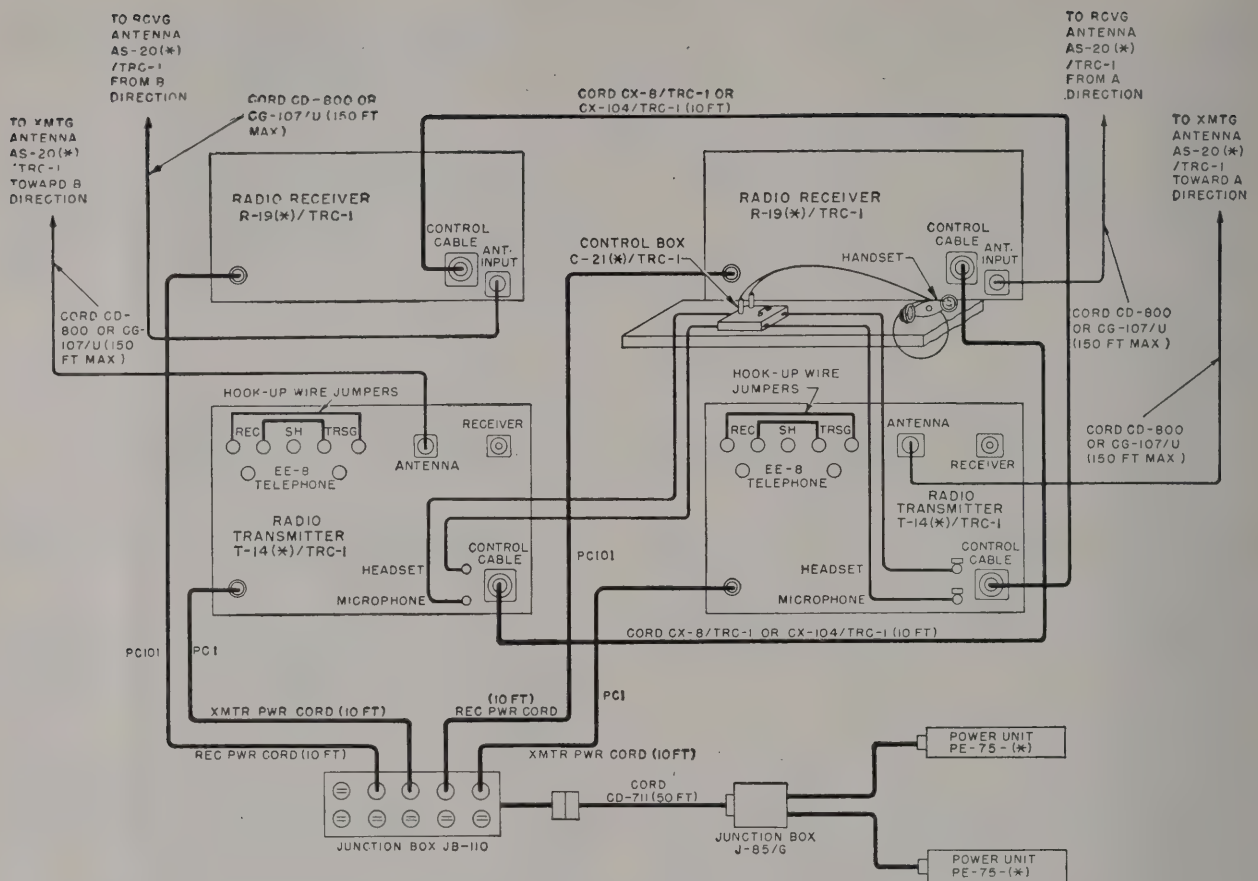 TO RCVG
ANTENNA
AS-20(*)
/TRC-1
FROM B
DIRECTION
CORD CD-800 OR
CG-107/U (150 FT
MAX)
CORD CX-8/TRC-1 OR
CX-104/TRC-1 (10 FT)
TO RCVG
ANTENNA
AS-20(*)
/TRC-1
FROM A
DIRECTION
TO XMTG
ANTENNA
AS-20(*)
/TRC-1
TOWARD B
DIRECTION
TO XMTG
ANTENNA
AS-20(*)
/TRC-1
TOWARD A
DIRECTION
RADIO RECEIVER
R-19(*)/TRC-1
CONTROL
CABLE
ANT.
INPUT
CONTROL BOX
C-21(*)/TRC-1
RADIO RECEIVER
R-19(*)/TRC-1
HANDSET
CONTROL
CABLE
ANT.
INPUT
CORD CD-
800 OR CG-
107/U (150
FT MAX)
CORD CD-800
OR CG-107/U
(150 FT MAX)
HOOK-UP WIRE JUMPERS
REC SH TRSG
EE-8
TELEPHONE
ANTENNA
RECEIVER
RADIO
TRANSMITTER
T-14(*)/TRC-1
HEADSET
MICROPHONE
CONTROL
CABLE
HOOK-UP WIRE
JUMPERS
REC SH TRSG
EE-8
TELEPHONE
ANTENNA
RECEIVER
RADIO
TRANSMITTER
T-14(*)/TRC-1
HEADSET
MICROPHONE
CONTROL
CABLE
CORD CD-800
OR CG-107/U
(150 FT MAX)
PC101
CORD CX-8/TRC-1 OR CX-104/TRC-1 (10 FT)
PC101
PC1
PC1
XMTR PWR CORD (10 FT)
REC PWR CORD (10 FT)
(10 FT)
REC PWR CORD
XMTR PWR CORD (10FT)
CORD
CD-711 (50 FT)
JUNCTION BOX JB-110
JUNCTION BOX
J-85/G
POWER UNIT
PE-75-(*)
POWER UNIT
PE-75-(*)